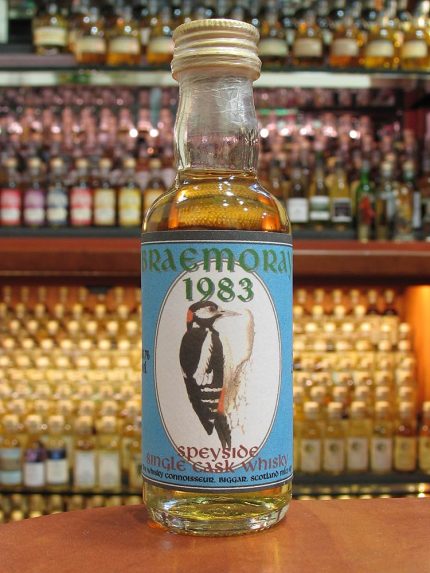 BRAEMORAY
1983
SPEYSIDE
SINGLE CASK WHISKY
WHISKY CONNOISSEUR, BIGGAR, SCOTLAND